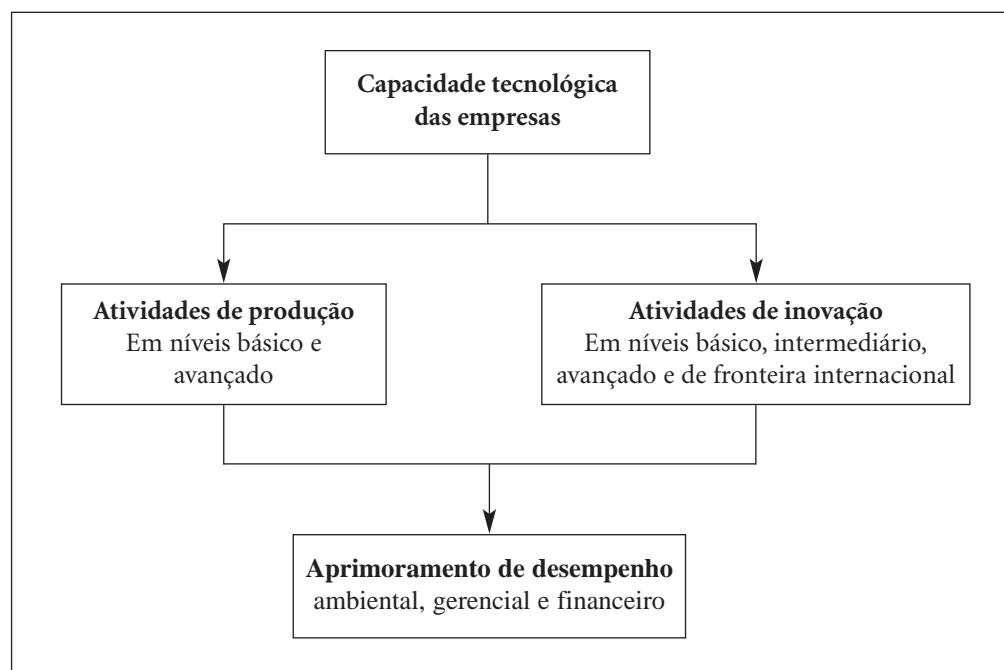 Capacidade tecnológica
das empresas
Atividades de produção
Em níveis básico e
avançado
Atividades de inovação
Em níveis básico, intermediário,
avançado e de fronteira internacional
Aprimoramento de desempenho
ambiental, gerencial e financeiro